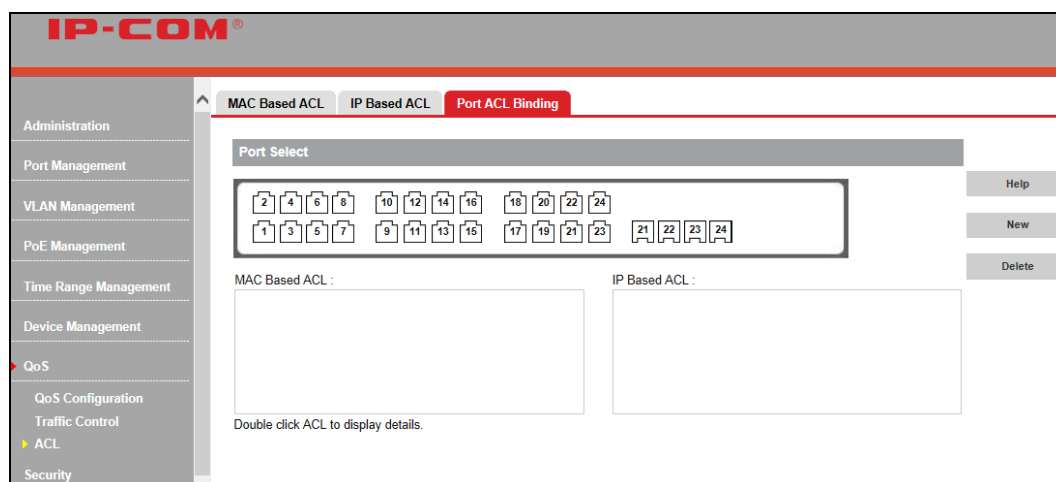 IP-COM®
MAC Based ACL IP Based ACL Port ACL Binding
Administration
Port Management
VLAN Management
PoE Management
Time Range Management
Device Management
QoS
QoS Configuration
Traffic Control
ACL
Security
Port Select
2 4 6 8 10 12 14 16 18 20 22 24
1 3 5 7 9 11 13 15 17 19 21 23 21 22 23 24
MAC Based ACL : IP Based ACL :
Double click ACL to display details.
Help
New
Delete